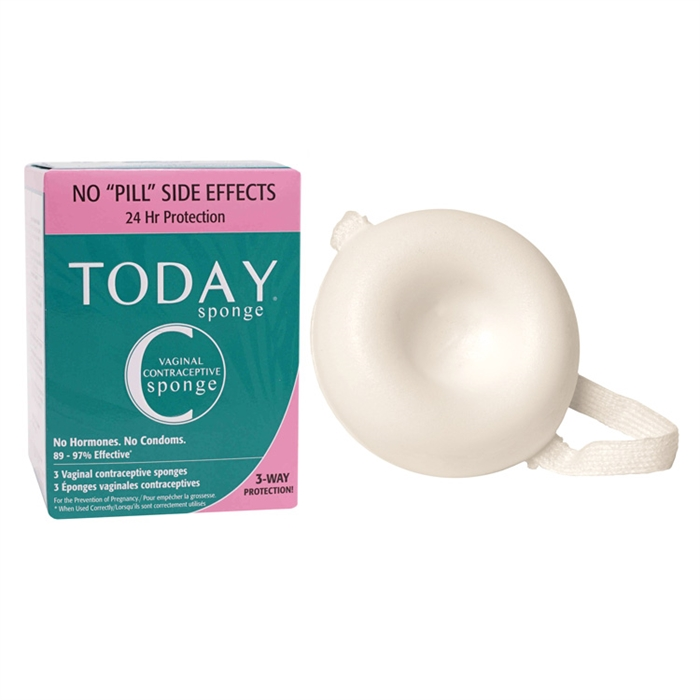 NO "PILL" SIDE EFFECTS
24 Hr Protection
TODAY®
sponge
C
VAGINAL
CONTRACEPTIVE
sponge
No Hormones. No Condoms.
89 - 97% Effective*
3 Vaginal contraceptive sponges
3 Éponges vaginales contraceptives
For the Prevention of Pregnancy./Pour empêcher la grossesse.
* When Used Correctly/Lorsqu'ils sont correctement utilisés
3-WAY
PROTECTION!